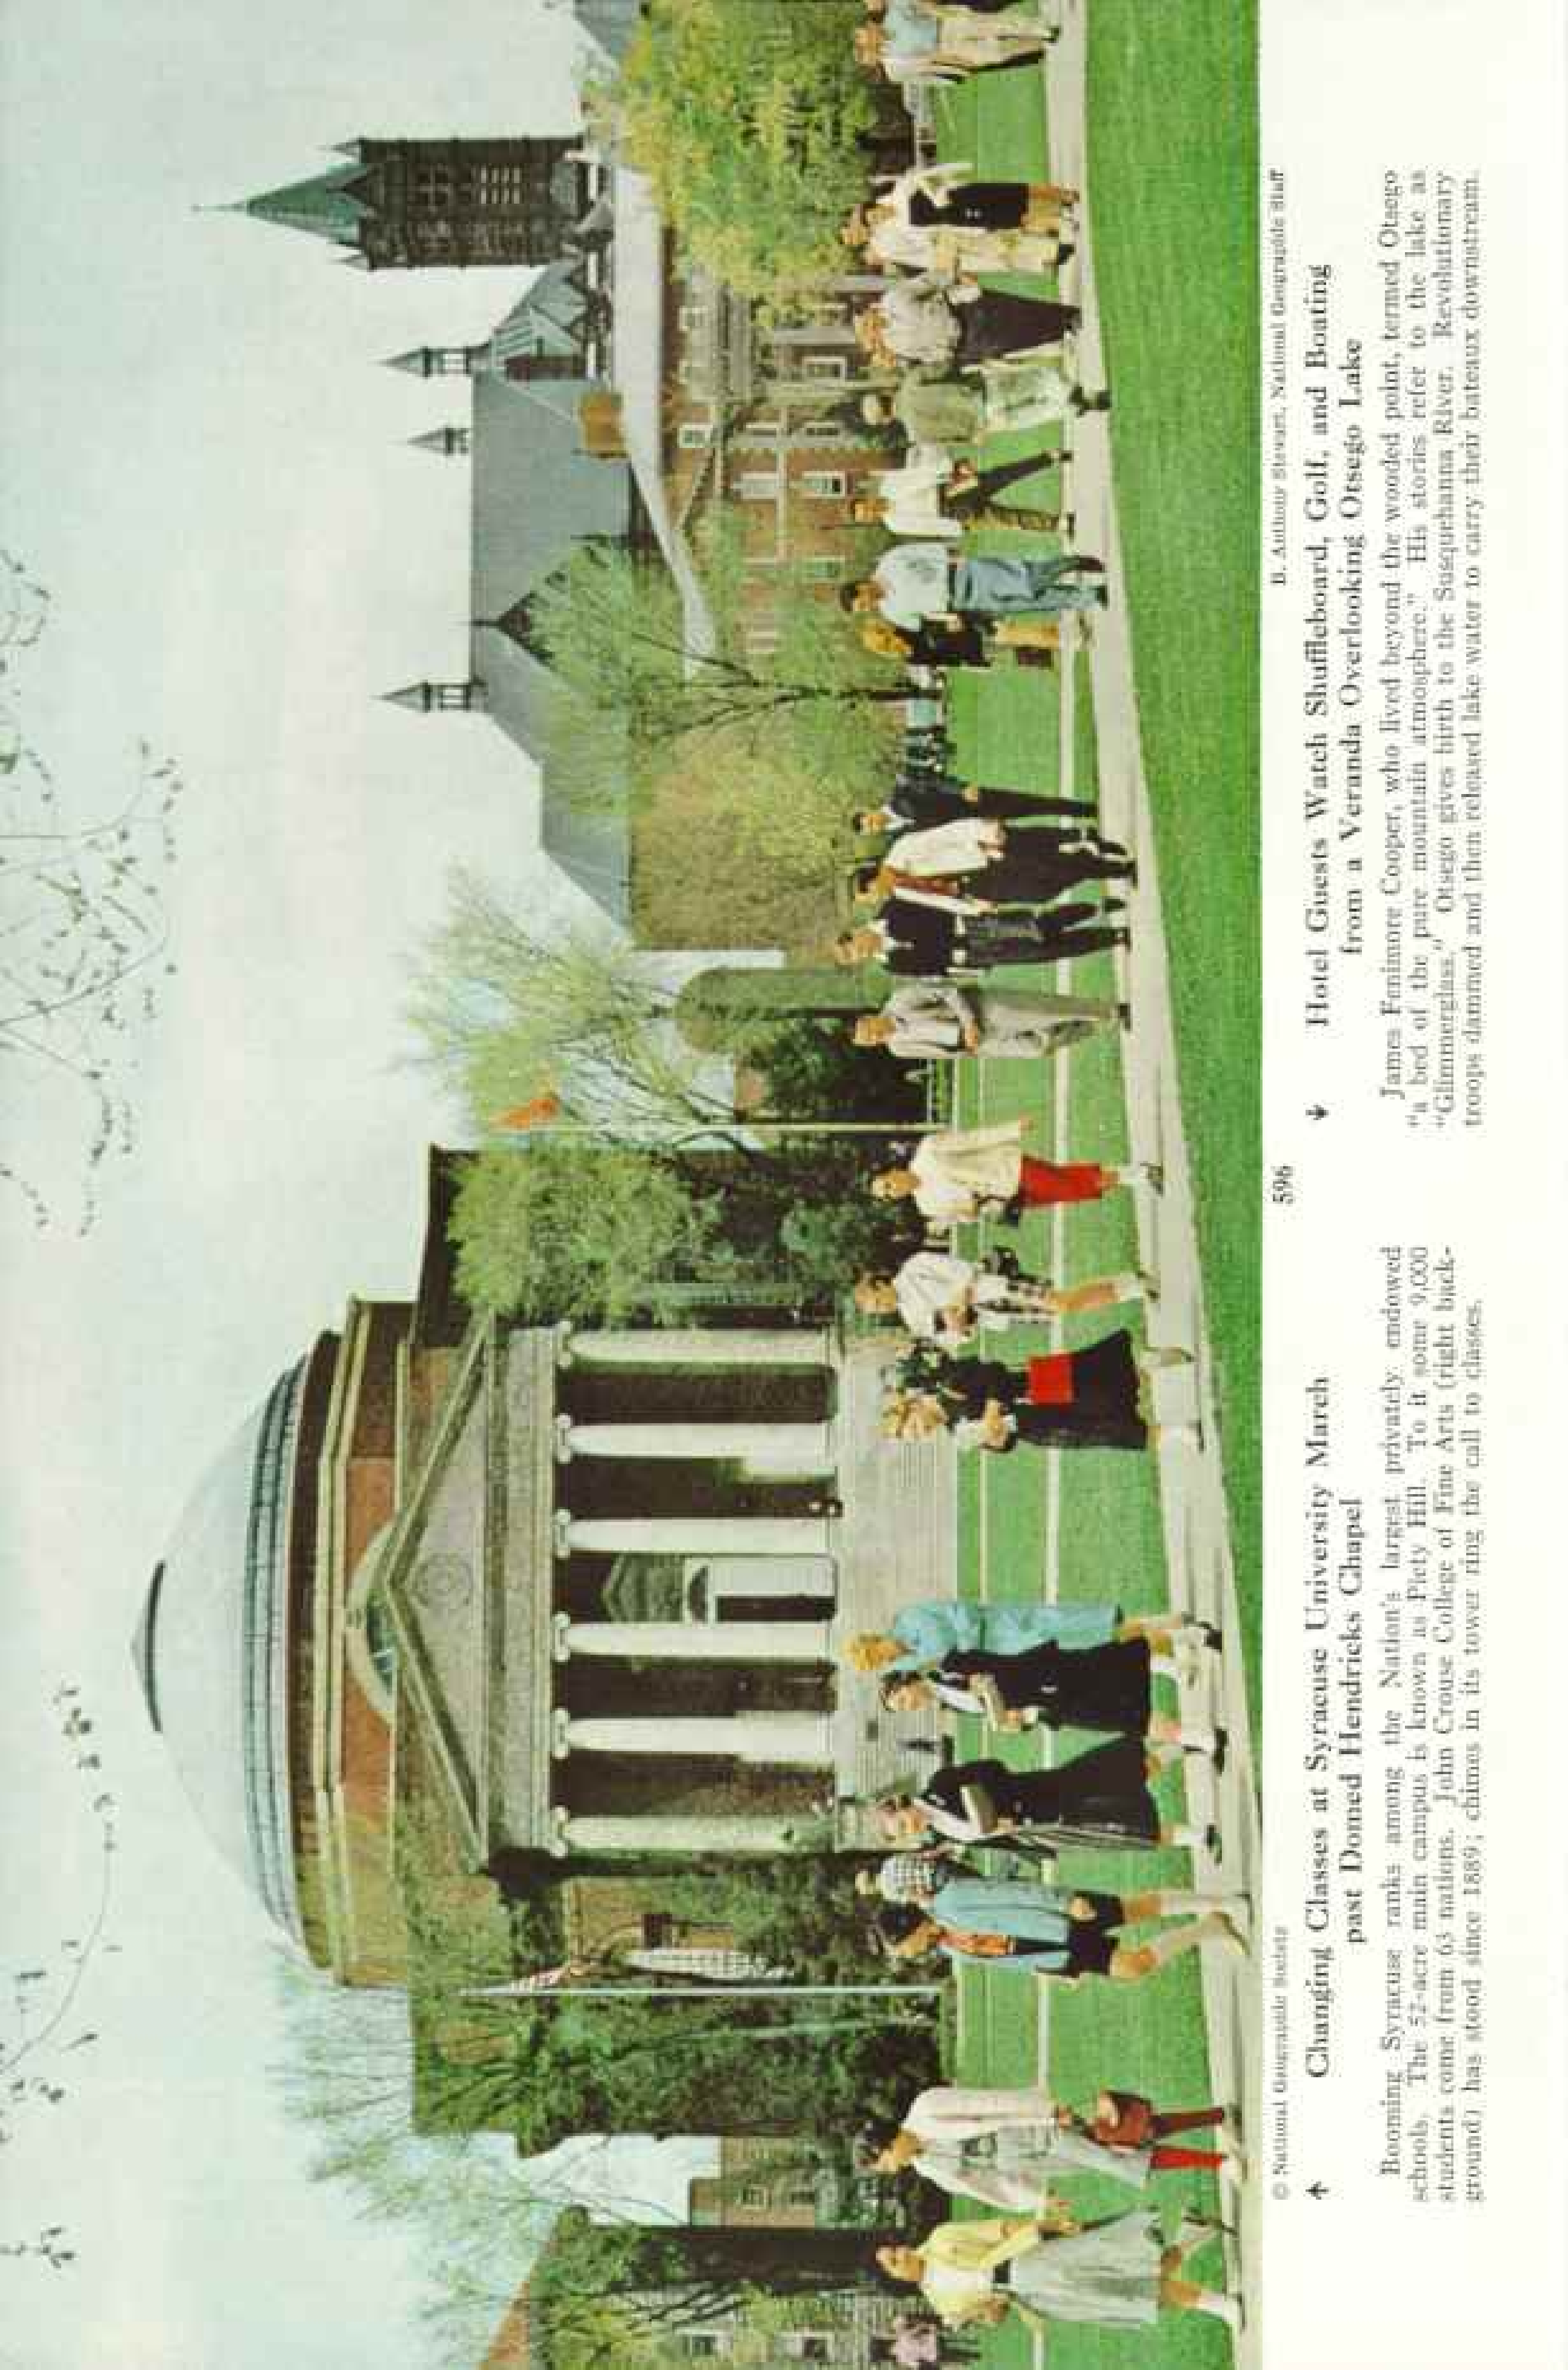 © National Geographic Society
596
B. Anthony Stewart, National Geographic Staff
↑ Changing Classes at Syracuse University March
past Domed Hendricks Chapel
Booming Syracuse ranks among the Nation's largest privately endowed
schools. The 52-acre main campus is known as Piety Hill. To it some 9,000
students come from 63 nations. John Crouse College of Fine Arts (right back-
ground) has stood since 1889; chimes in its tower ring the call to classes.
↓ Hotel Guests Watch Shuffleboard, Golf, and Boating
from a Veranda Overlooking Otsego Lake
James Fenimore Cooper, who lived beyond the wooded point, termed Otsego
"a bed of the pure mountain atmosphere." His stories refer to the lake as
"Glimmerglass." Otsego gives birth to the Susquehanna River. Revolutionary
troops dammed and then released lake water to carry their bateaux downstream.